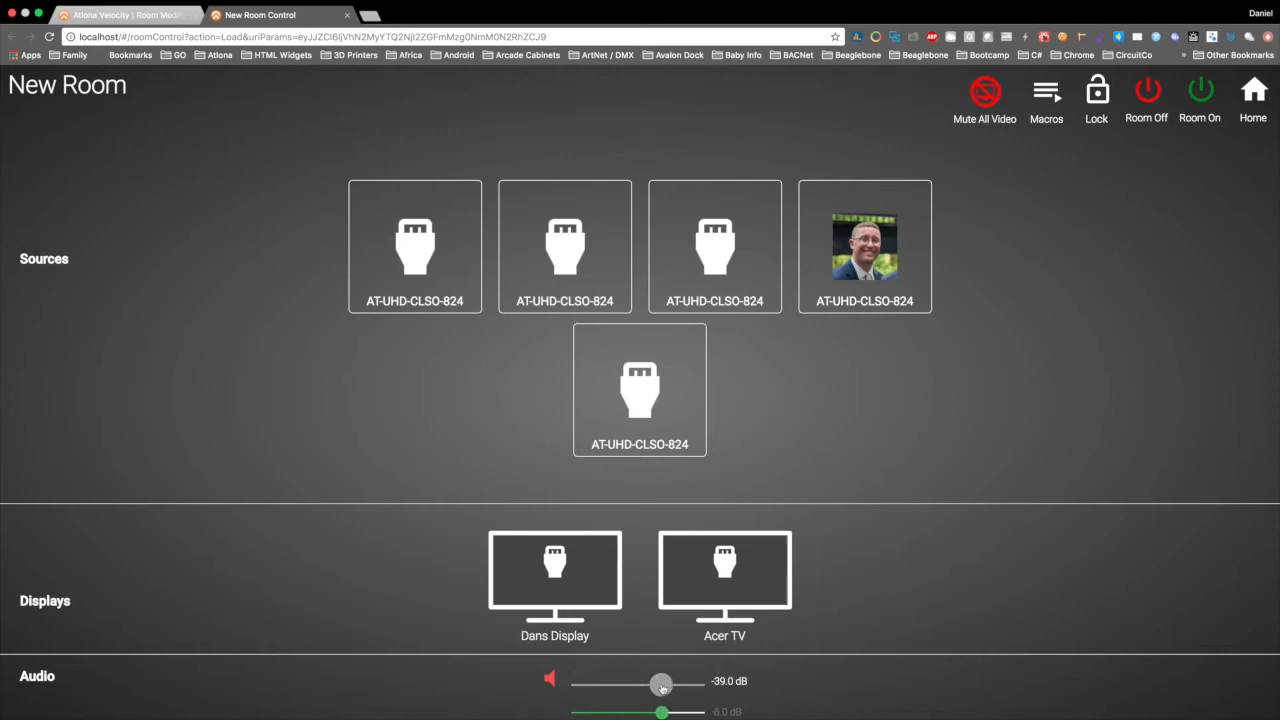 Atlona Velocity | Room Modif
New Room Control
Daniel
localhost/#/roomControl?action=Load&uriParams=eyJJZCI6IjVhN2MyYTQ2NjI2ZGFmMzg0NmM0N2RhZCJ9
Apps Family Bookmarks GO Atlona HTML Widgets 3D Printers Africa Android Arcade Cabinets ArtNet / DMX Avalon Dock Baby Info BACNet Beaglebone Beaglebone Bootcamp C# Chrome CircuitCo » Other Bookmarks
New Room
Mute All Video Macros Lock Room Off Room On Home
Sources
AT-UHD-CLSO-824 AT-UHD-CLSO-824 AT-UHD-CLSO-824 AT-UHD-CLSO-824
AT-UHD-CLSO-824
Displays
Dans Display Acer TV
Audio
-39.0 dB
-6.0 dB